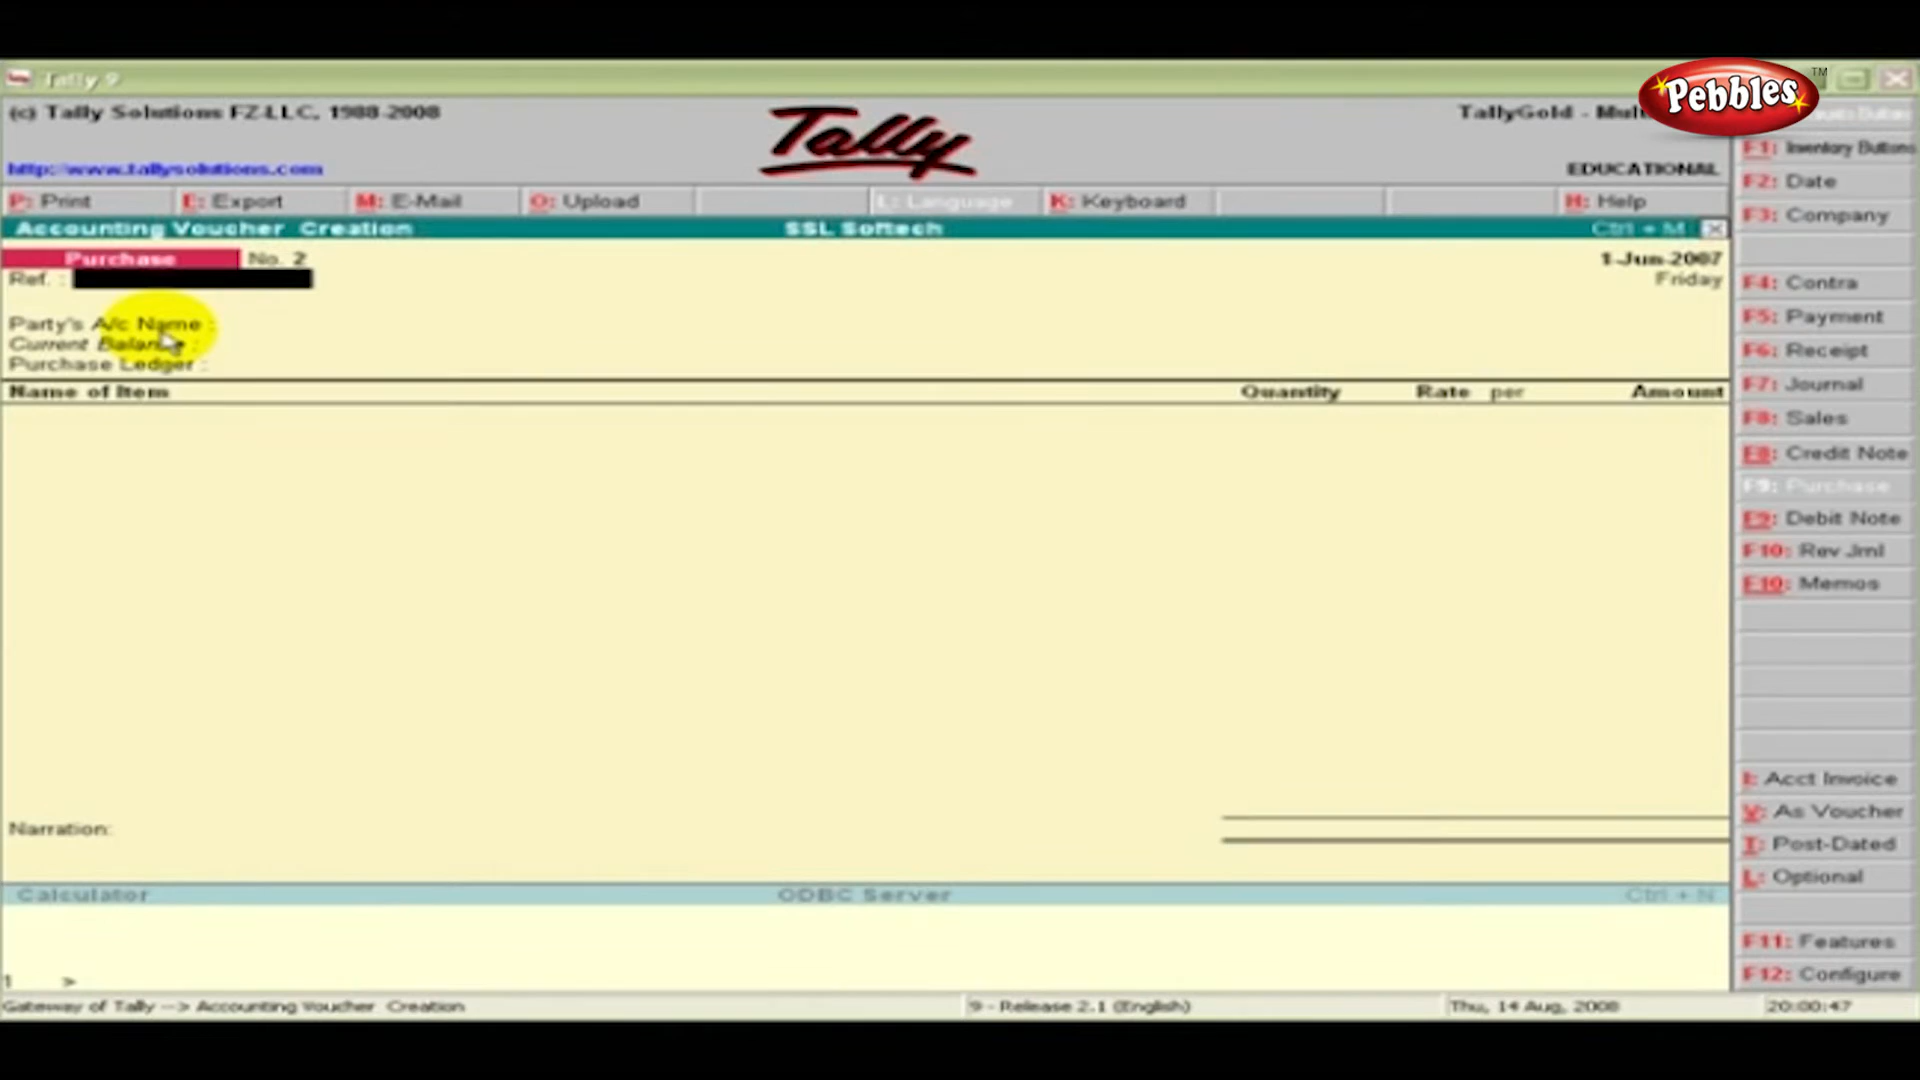 Pebbles™
Tally 9
(c) Tally Solutions FZ-LLC, 1988-2008
http://www.tallysolutions.com
Tally
TallyGold -
EDUCATIONAL
P: Print
E: Export
M: E-Mail
O: Upload
L: Language
K: Keyboard
H: Help
Accounting Voucher Creation
SSL Softech
Ctrl + M
Purchase
No. 2
1-Jun-2007
Ref. :
Friday
Party's A/c Name :
Current Balance :
Purchase Ledger :
Name of Item
Quantity
Rate per
Amount
Narration:
Calculator
ODBC Server
Ctrl + N
1 >
Gateway of Tally --> Accounting Voucher Creation
9 - Release 2.1 (English)
Thu, 14 Aug, 2008
20:00:47
F1: Inventory Buttons
F2: Date
F3: Company
F4: Contra
F5: Payment
F6: Receipt
F7: Journal
F8: Sales
F8: Credit Note
F9: Purchase
F9: Debit Note
F10: Rev Jrnl
F10: Memos
I: Acct Invoice
V: As Voucher
T: Post-Dated
L: Optional
F11: Features
F12: Configure